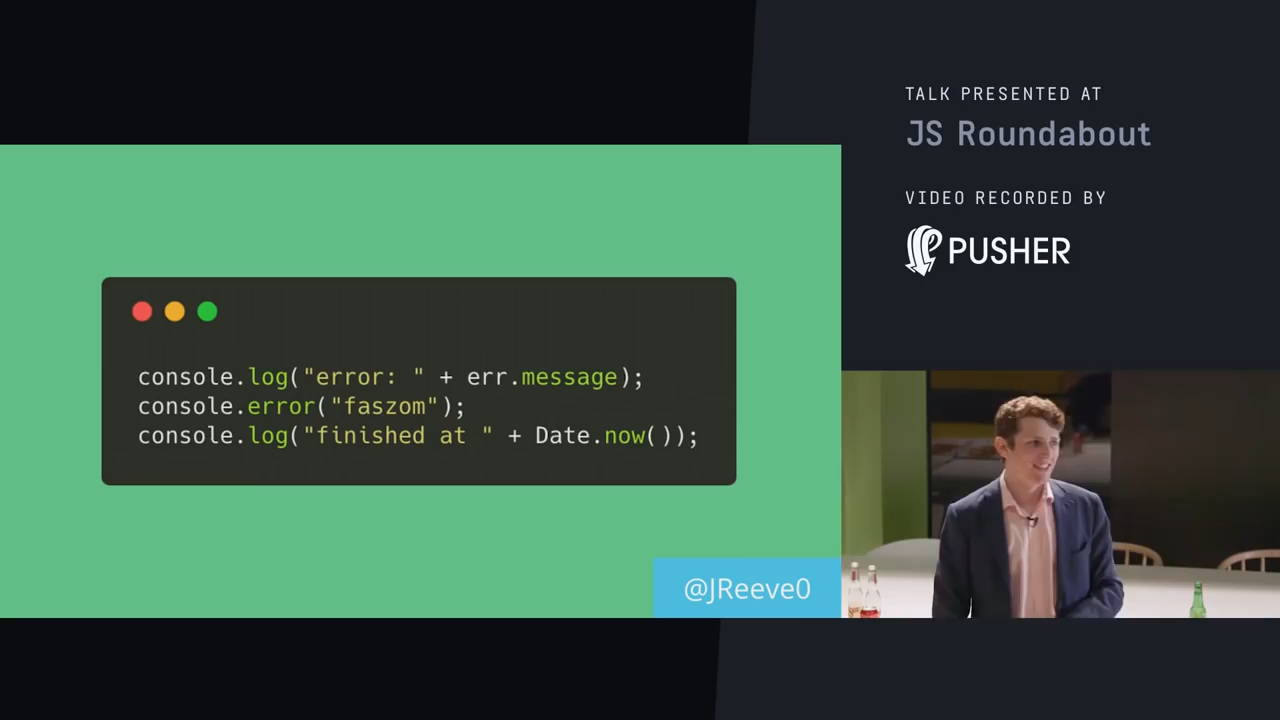 TALK PRESENTED AT
JS Roundabout
VIDEO RECORDED BY
PUSHER
console.log("error: " + err.message);
console.error("faszom");
console.log("finished at " + Date.now());
@JReeve0